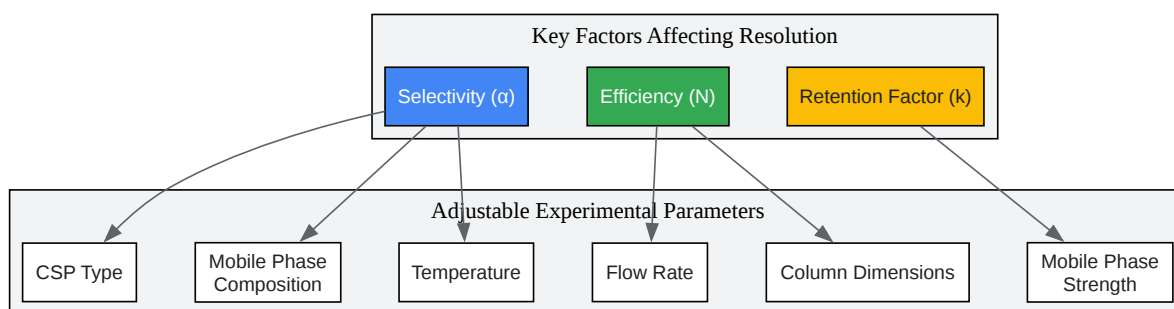 Key Factors Affecting Resolution
Selectivity (α)
Efficiency (N)
Retention Factor (k)
Adjustable Experimental Parameters
CSP Type
Mobile Phase
Composition
Temperature
Flow Rate
Column Dimensions
Mobile Phase
Strength